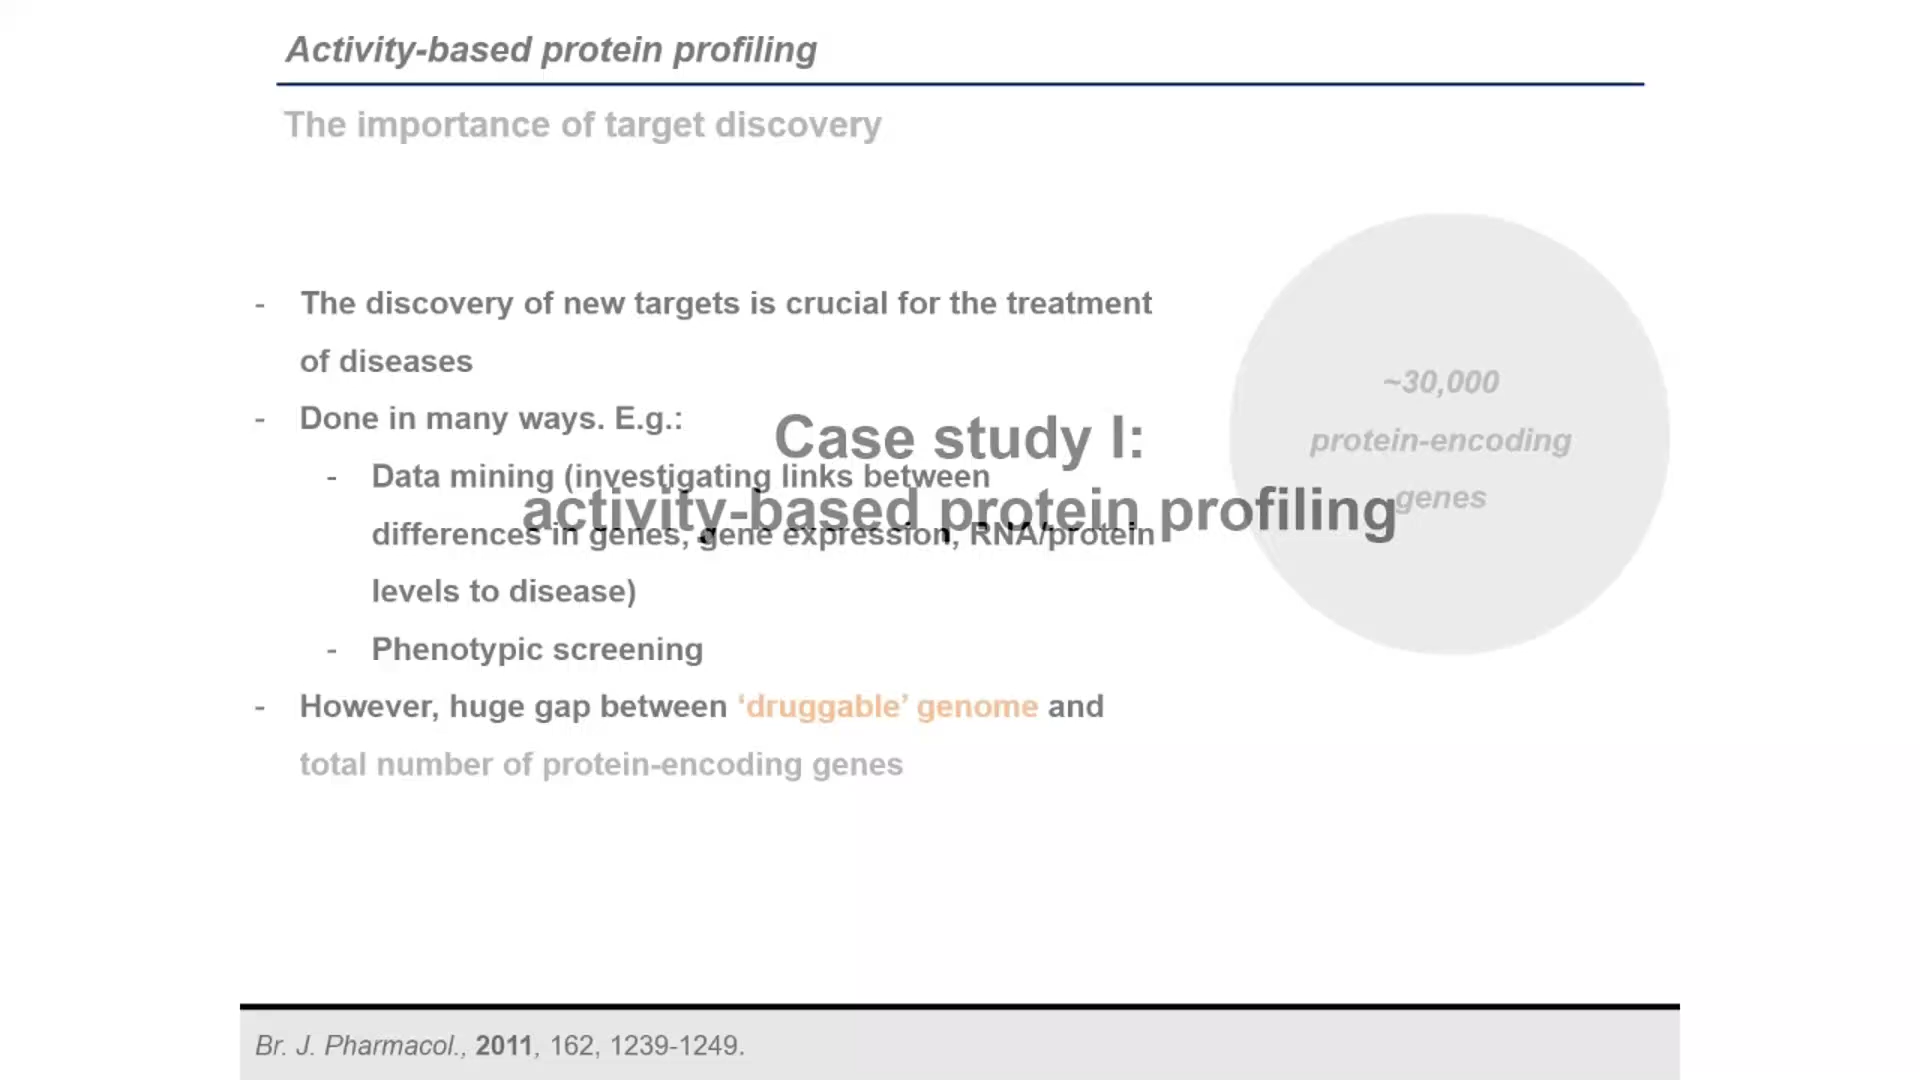 Activity-based protein profiling
The importance of target discovery
- The discovery of new targets is crucial for the treatment
of diseases
- Done in many ways. E.g.:
- Data mining (investigating links between
differences in genes, gene expression, RNA/protein
levels to disease)
- Phenotypic screening
- However, huge gap between ‘druggable’ genome and
total number of protein-encoding genes
~30,000
protein-encoding
genes
Case study I:
activity-based protein profiling
Br. J. Pharmacol., 2011, 162, 1239-1249.